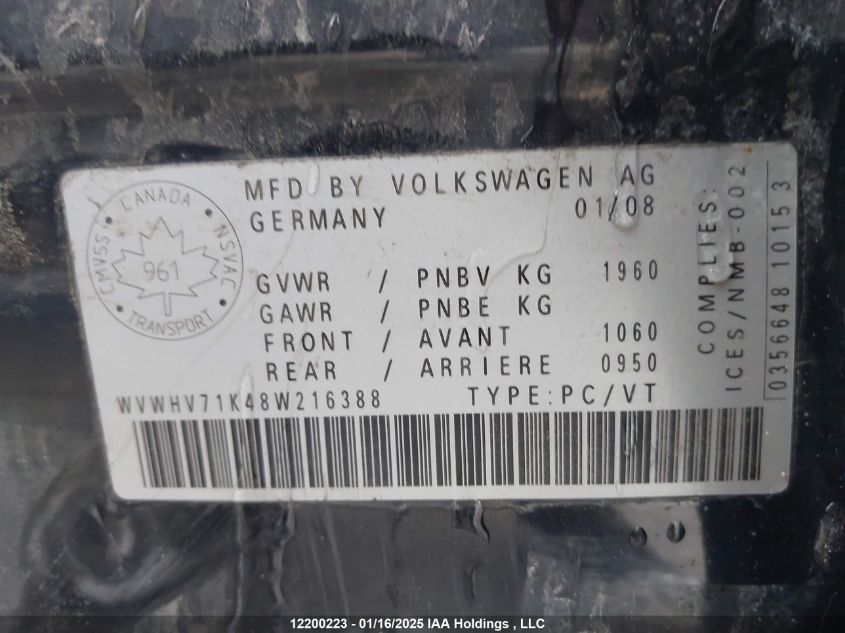 CANADA
CMVSS
NSVAC
961
TRANSPORT
MFD BY VOLKSWAGEN AG
GERMANY 01/08
GVWR / PNBV KG 1960
GAWR / PNBE KG
FRONT / AVANT 1060
REAR / ARRIERE 0950
WVWHV71K48W216388 TYPE:PC/VT
COMPLIES:
ICES/NMB-002
0356648 10153
12200223 - 01/16/2025 IAA Holdings , LLC